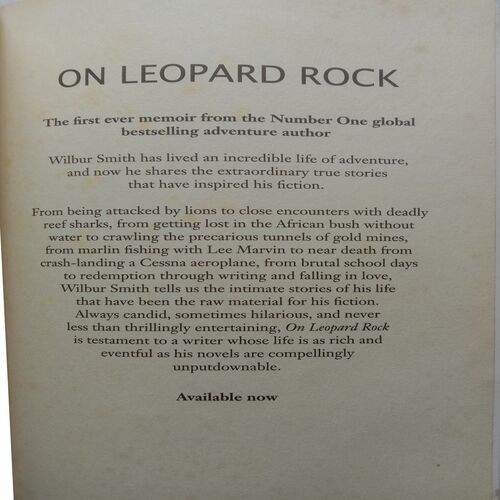 ON LEOPARD ROCK
The first ever memoir from the Number One global
bestselling adventure author
Wilbur Smith has lived an incredible life of adventure,
and now he shares the extraordinary true stories
that have inspired his fiction.
From being attacked by lions to close encounters with deadly
reef sharks, from getting lost in the African bush without
water to crawling the precarious tunnels of gold mines,
from marlin fishing with Lee Marvin to near death from
crash-landing a Cessna aeroplane, from brutal school days
to redemption through writing and falling in love,
Wilbur Smith tells us the intimate stories of his life
that have been the raw material for his fiction.
Always candid, sometimes hilarious, and never
less than thrillingly entertaining, On Leopard Rock
is testament to a writer whose life is as rich and
eventful as his novels are compellingly
unputdownable.
Available now